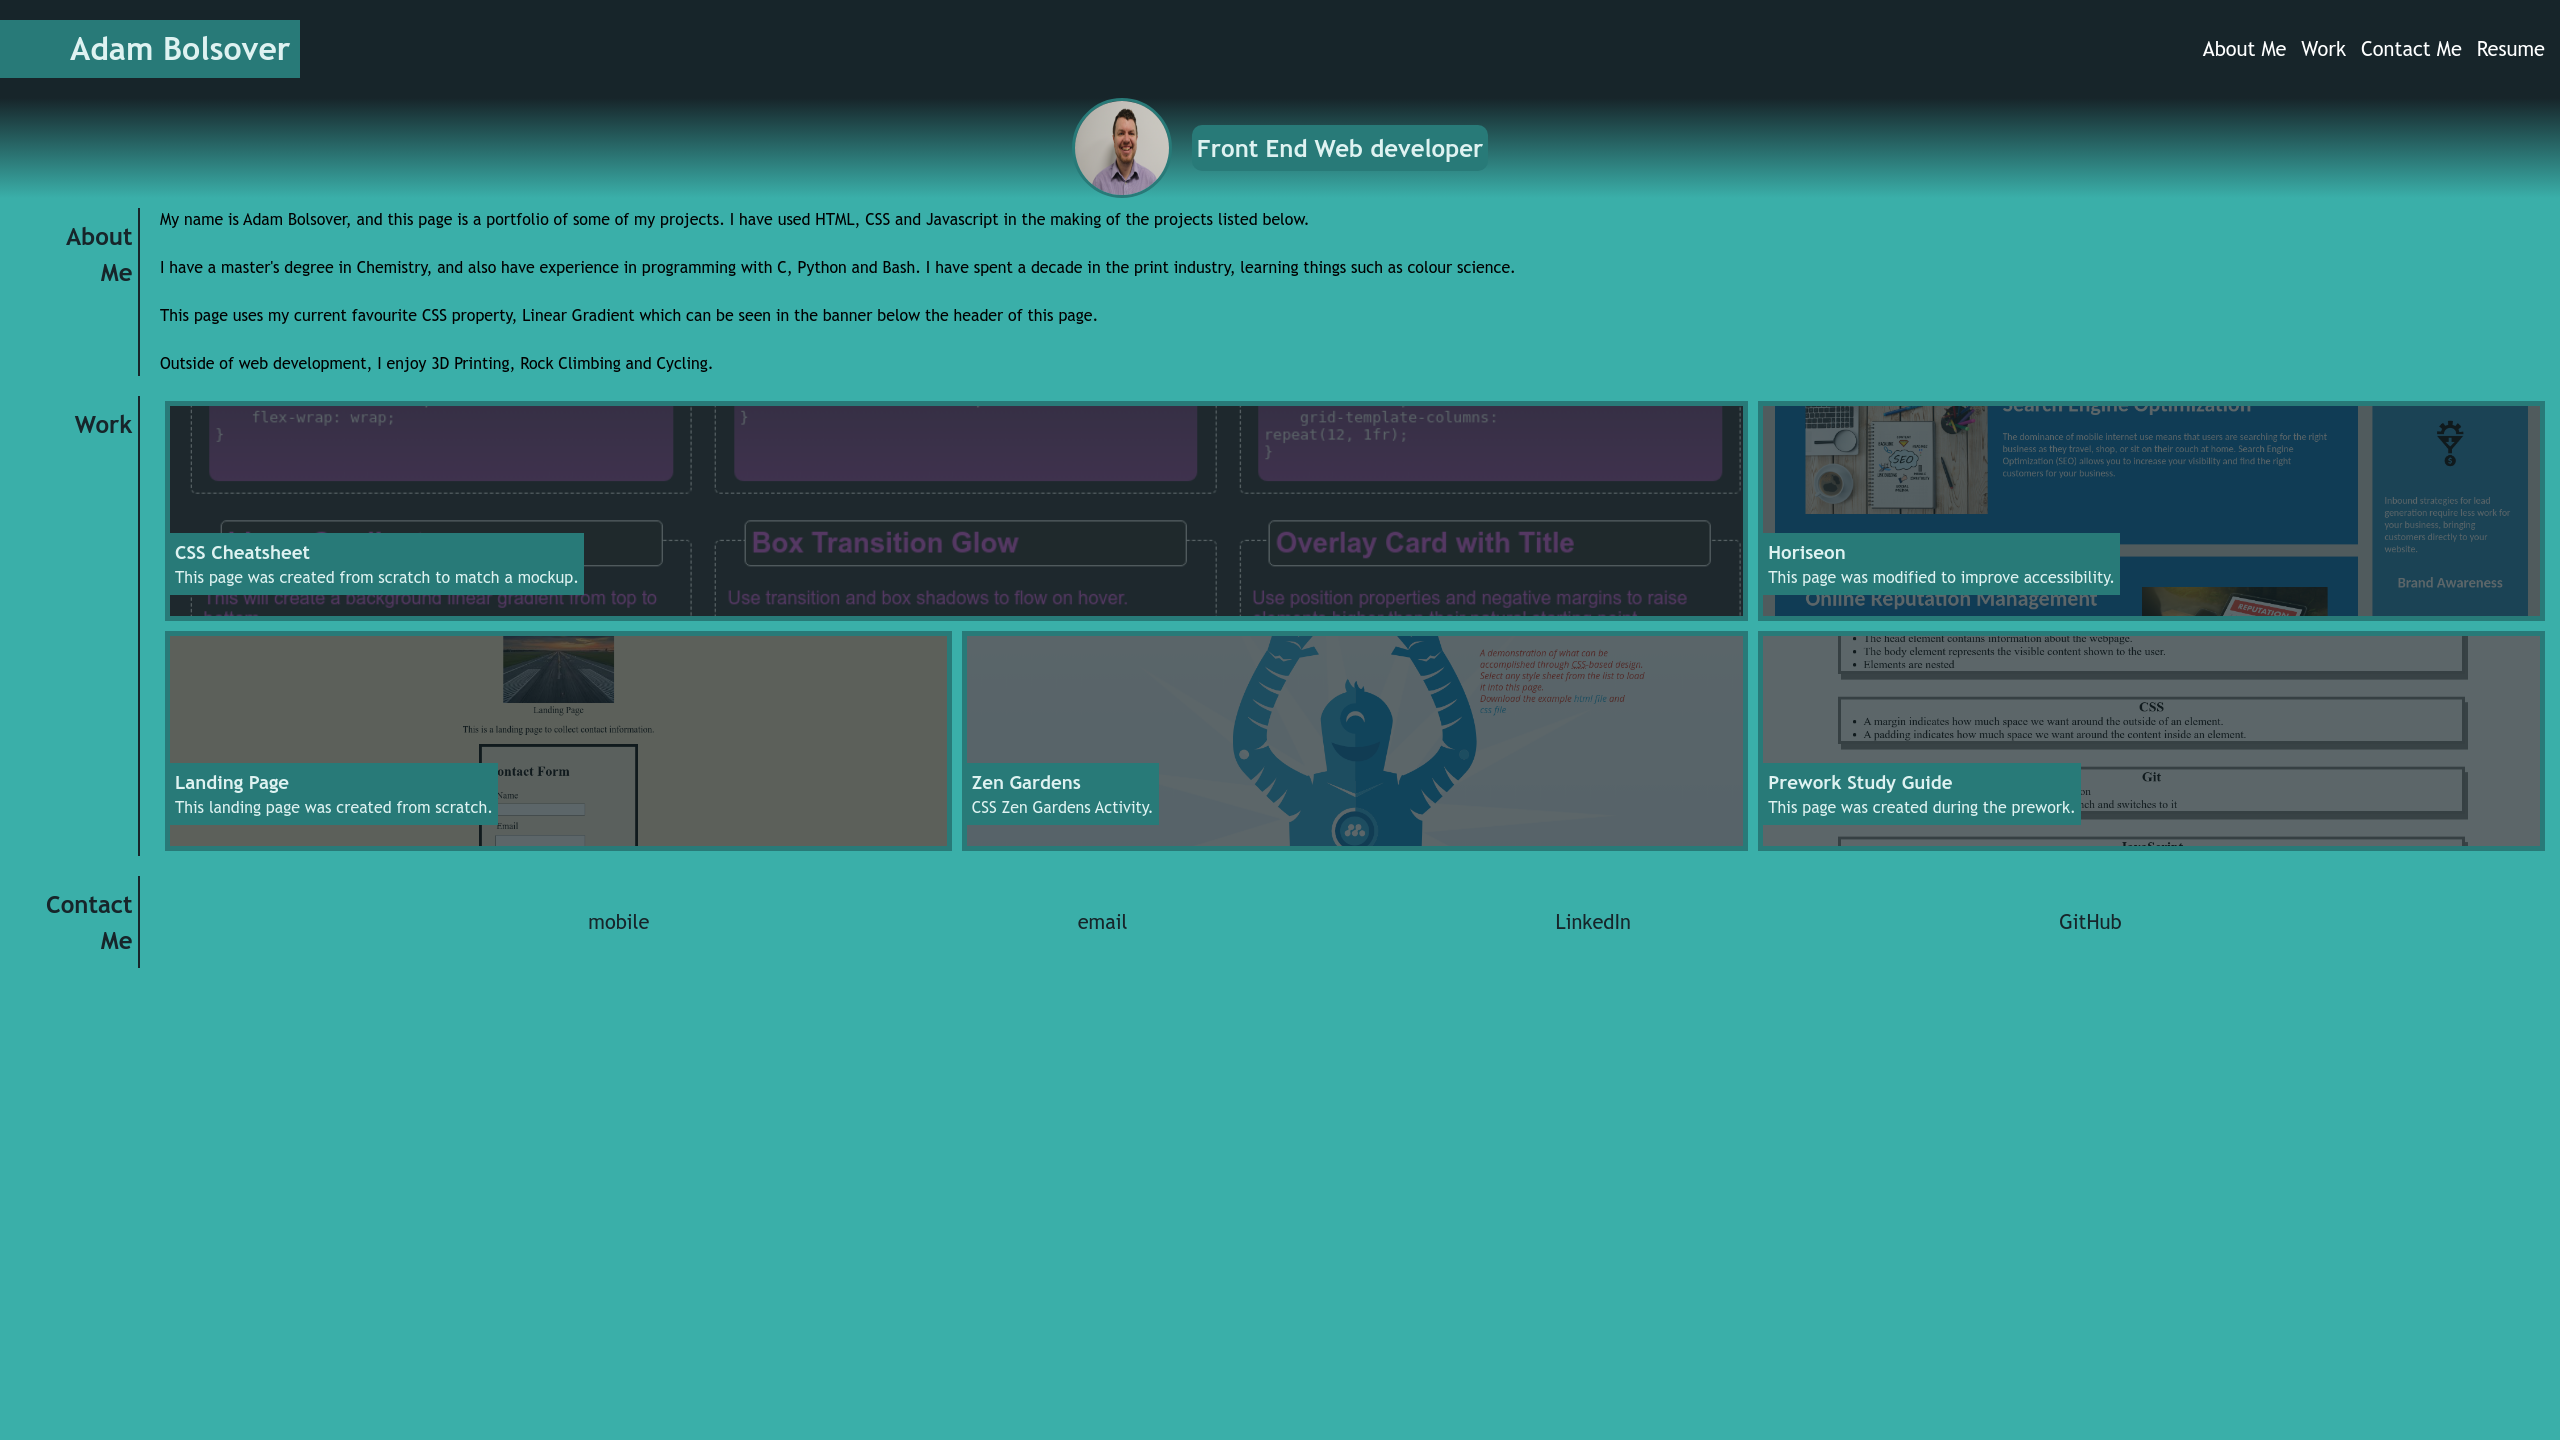 Adam Bolsover
About Me Work Contact Me Resume
Front End Web developer
About
Me
My name is Adam Bolsover, and this page is a portfolio of some of my projects. I have used HTML, CSS and Javascript in the making of the projects listed below.
I have a master's degree in Chemistry, and also have experience in programming with C, Python and Bash. I have spent a decade in the print industry, learning things such as colour science.
This page uses my current favourite CSS property, Linear Gradient which can be seen in the banner below the header of this page.
Outside of web development, I enjoy 3D Printing, Rock Climbing and Cycling.
Work
flex-wrap: wrap;
}
}
grid-template-columns:
repeat(12, 1fr);
}
Box Transition Glow
Overlay Card with Title
CSS Cheatsheet
This page was created from scratch to match a mockup.
This will create a background linear gradient from top to
Use transition and box shadows to flow on hover.
Use position properties and negative margins to raise
Search Engine Optimization
The dominance of mobile internet use means that users are searching for the right
business as they travel, shop, or sit on their couch at home. Search Engine
Optimization (SEO) allows you to increase your visibility and find the right
customers for your business.
SEO
Inbound strategies for lead
generation require less work for
your business, bringing
customers directly to your
website.
Brand Awareness
Horiseon
This page was modified to improve accessibility.
Online Reputation Management
REPUTATION
Landing Page
This is a landing page to collect contact information.
ontact Form
Name
Email
Landing Page
This landing page was created from scratch.
A demonstration of what can be
accomplished through CSS-based design.
Select any style sheet from the list to load
it into this page.
Download the example html file and
css file
Zen Gardens
CSS Zen Gardens Activity.
The head element contains information about the webpage.
The body element represents the visible content shown to the user.
Elements are nested
CSS
A margin indicates how much space we want around the outside of an element.
A padding indicates how much space we want around the content inside an element.
Git
on
nch and switches to it
JavaScript
Prework Study Guide
This page was created during the prework.
Contact
Me
mobile
email
LinkedIn
GitHub